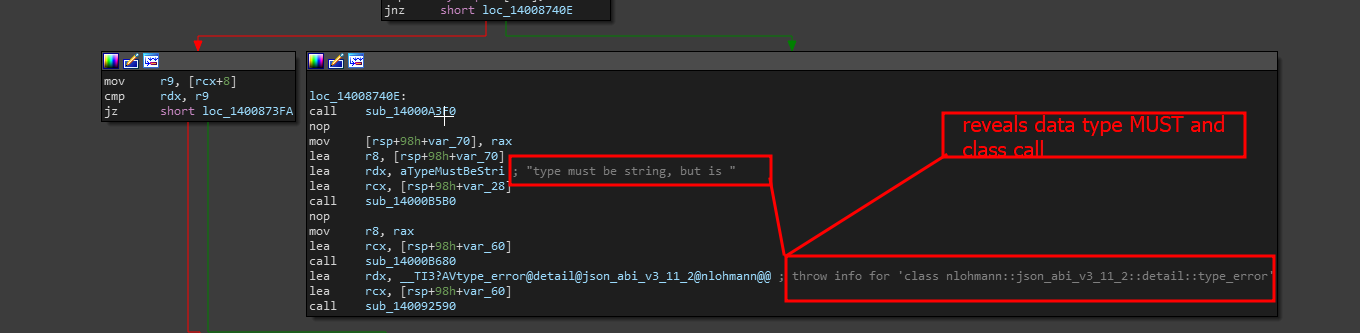 jnz short loc_14008740E
mov r9, [rcx+8]
cmp rdx, r9
jz short loc_1400873FA
loc_14008740E:
call sub_14000A3F0
nop
mov [rsp+98h+var_70], rax
lea r8, [rsp+98h+var_70]
lea rdx, aTypeMustBeStri ; "type must be string, but is "
lea rcx, [rsp+98h+var_28]
call sub_14000B5B0
nop
mov r8, rax
lea rcx, [rsp+98h+var_60]
call sub_14000B680
lea rdx, __TI3?AVtype_error@detail@json_abi_v3_11_2@nlohmann@@ ; throw info for 'class nlohmann::json_abi_v3_11_2::detail::type_error'
lea rcx, [rsp+98h+var_60]
call sub_140092590
reveals data type MUST and
class call